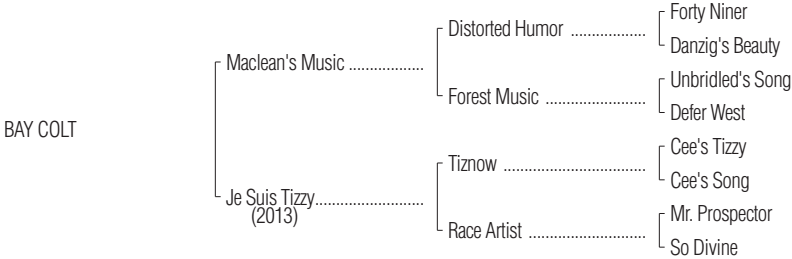 Forty Niner
Distorted Humor ..................
Danzig's Beauty
Maclean's Music ..................
Unbridled's Song
Forest Music ........................
Defer West
BAY COLT
Cee's Tizzy
Tiznow ..................................
Cee's Song
Je Suis Tizzy..........................
(2013)
Mr. Prospector
Race Artist ............................
So Divine